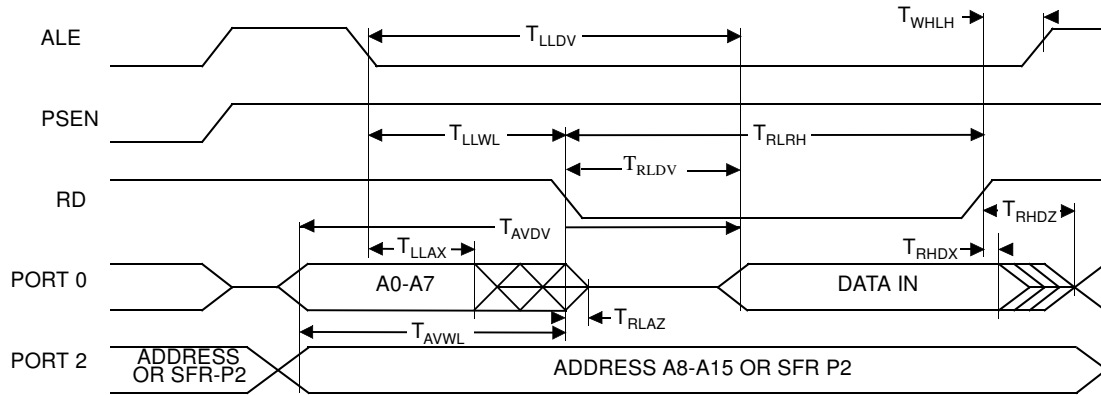 T_WHLH
ALE
T_LLDV
PSEN
T_LLWL
T_RLRH
T_RLDV
RD
T_RHDZ
T_AVDV
T_LLAX
T_RHDX
PORT 0
A0-A7
DATA IN
T_RLAZ
T_AVWL
PORT 2
ADDRESS
OR SFR-P2
ADDRESS A8-A15 OR SFR P2